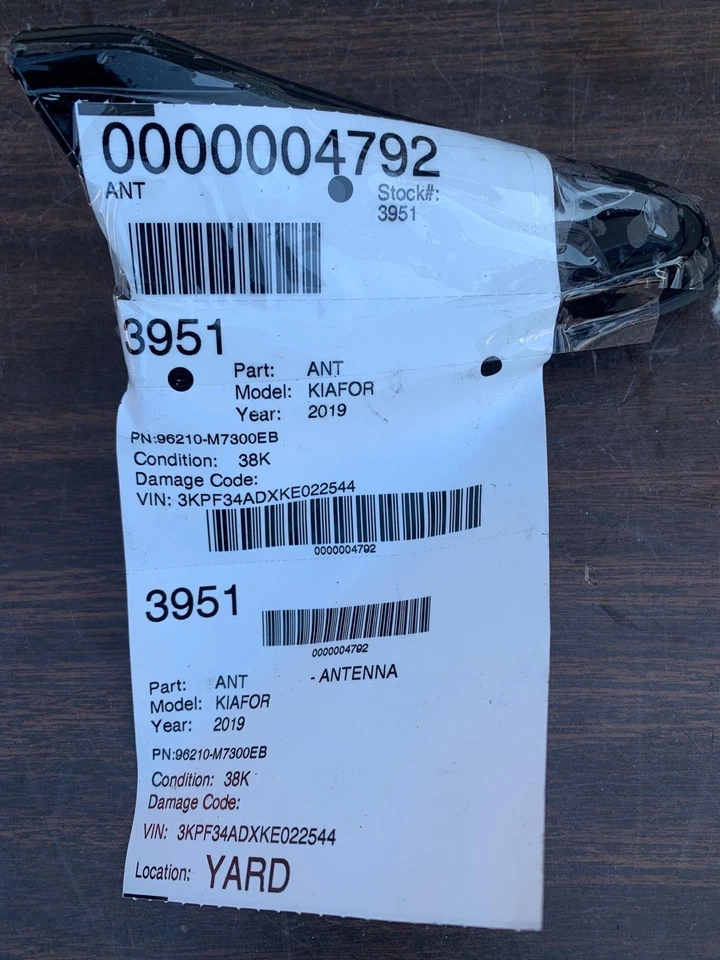 0000004792
ANT
Stock#:
3951
3951
Part: ANT
Model: KIAFOR
Year: 2019
PN:96210-M7300EB
Condition: 38K
Damage Code:
VIN: 3KPF34ADXKE022544
0000004792
3951
0000004792
Part: ANT - ANTENNA
Model: KIAFOR
Year: 2019
PN:96210-M7300EB
Condition: 38K
Damage Code:
VIN: 3KPF34ADXKE022544
Location: YARD